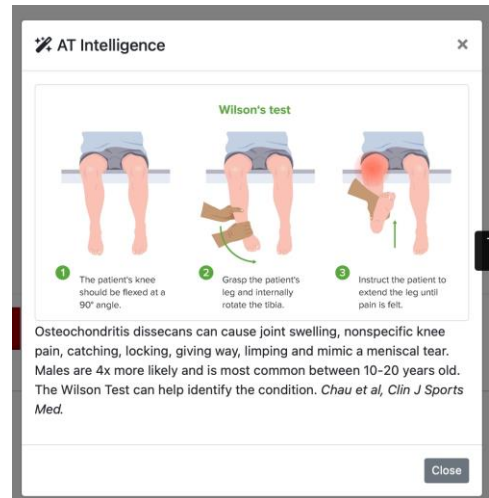 AT Intelligence
×
Wilson's test
1
The patient's knee
should be flexed at a
90° angle.
2
Grasp the patient's
leg and internally
rotate the tibia.
3
Instruct the patient to
extend the leg until
pain is felt.
Osteochondritis dissecans can cause joint swelling, nonspecific knee
pain, catching, locking, giving way, limping and mimic a meniscal tear.
Males are 4x more likely and is most common between 10-20 years old.
The Wilson Test can help identify the condition. Chau et al, Clin J Sports
Med.
Close